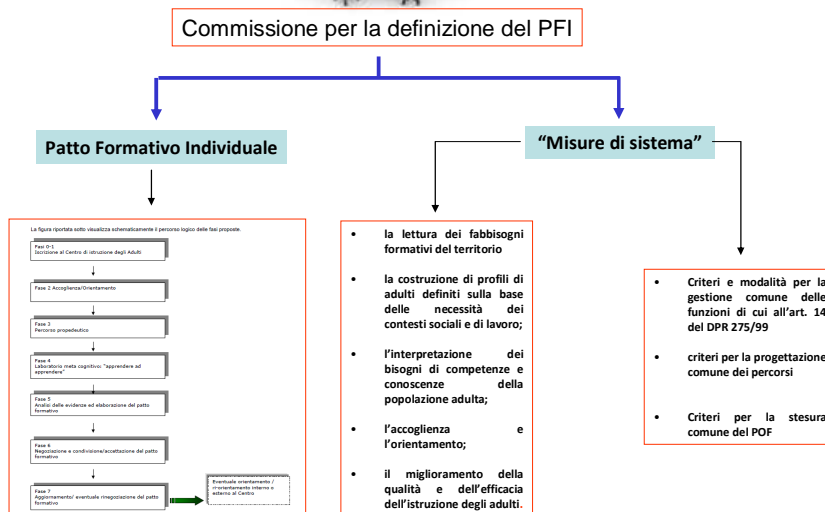 Commissione per la definizione del PFI
Patto Formativo Individuale
“Misure di sistema”
La figura riportata sotto visualizza schematicamente il percorso logico delle fasi proposte.
Fasi 0-1
Iscrizione al Centro di istruzione degli Adulti
Fase 2 Accoglienza/Orientamento
Fase 3
Percorso propedeutico
Fase 4
Laboratorio meta cognitivo: “apprendere ad
apprendere”
Fase 5
Analisi delle evidenze ed elaborazione del patto
formativo
Fase 6
Negoziazione e condivisione/accettazione del patto
formativo
Fase 7
Aggiornamento/ eventuale rinegoziazione del patto
formativo
Eventuale orientamento /
ri-orientamento interno o
esterno al Centro
• la lettura dei fabbisogni
formativi del territorio
• la costruzione di profili di
adulti definiti sulla base
delle necessità dei
contesti sociali e di lavoro;
• l’interpretazione dei
bisogni di competenze e
conoscenze della
popolazione adulta;
• l’accoglienza e
l’orientamento;
• il miglioramento della
qualità e dell’efficacia
dell’istruzione degli adulti.
• Criteri e modalità per la
gestione comune delle
funzioni di cui all’art. 14
del DPR 275/99
• criteri per la progettazione
comune dei percorsi
• Criteri per la stesura
comune del POF